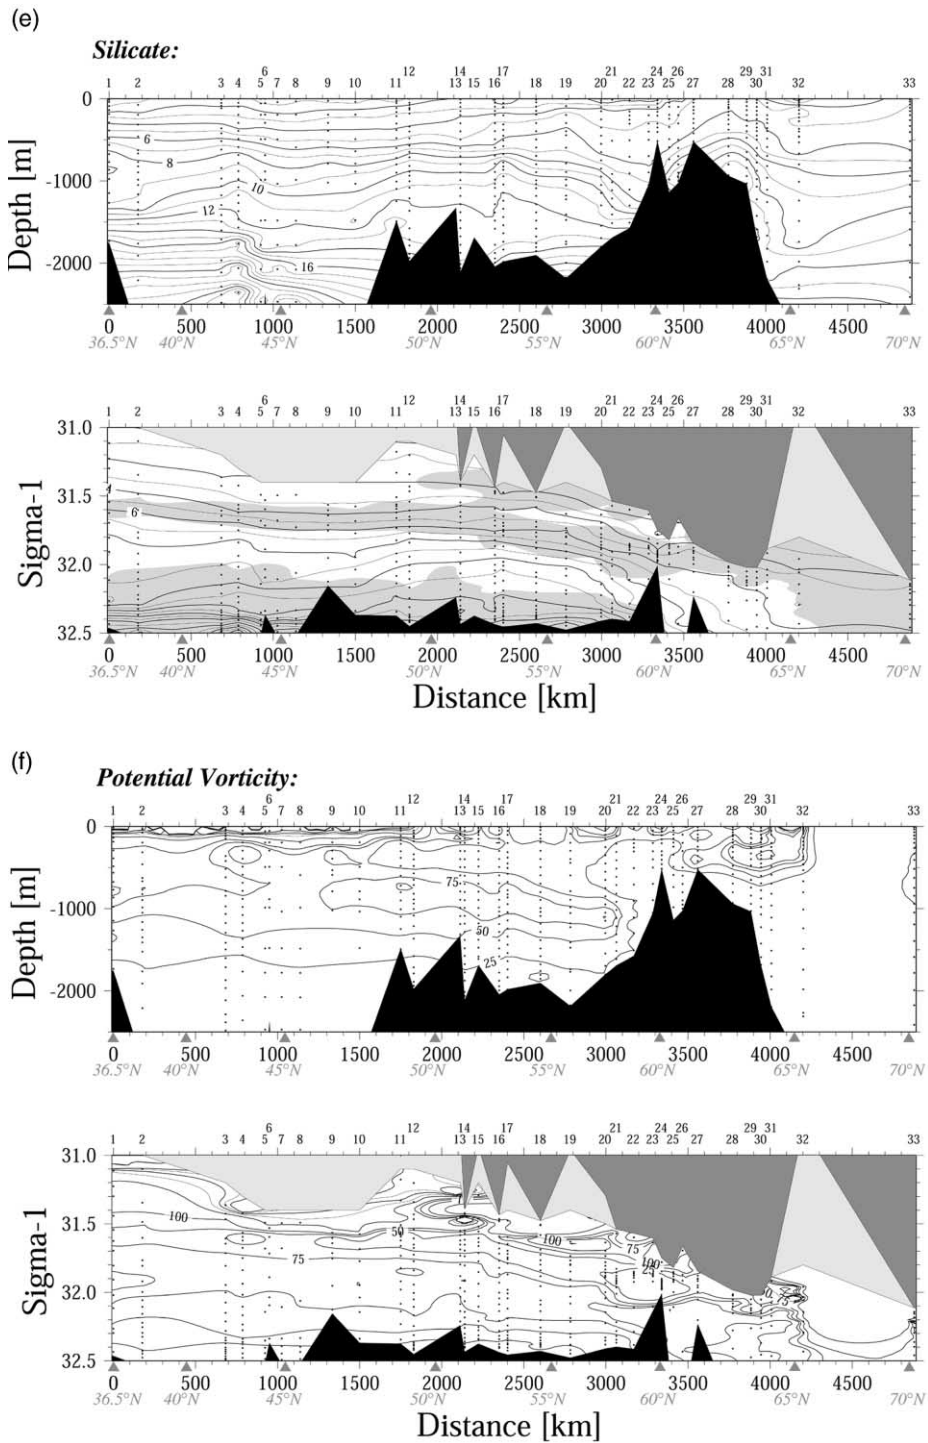 (e)
Silicate:
1 2 3 4 5 6 7 8 9 10 11 12 13 14 15 16 17 18 19 20 21 22 23 24 25 26 27 28 29 30 31 32 33
0
6
8
10
-1000
12
16
-2000
Depth [m]
0 500 1000 1500 2000 2500 3000 3500 4000 4500
36.5°N 40°N 45°N 50°N 55°N 60°N 65°N 70°N
1 2 3 4 5 6 7 8 9 10 11 12 13 14 15 16 17 18 19 20 21 22 23 24 25 26 27 28 29 30 31 32 33
31.0
31.5
4
6
32.0
32.5
Sigma-1
0 500 1000 1500 2000 2500 3000 3500 4000 4500
36.5°N 40°N 45°N 50°N 55°N 60°N 65°N 70°N
Distance [km]
(f)
Potential Vorticity:
1 2 3 4 5 6 7 8 9 10 11 12 13 14 15 16 17 18 19 20 21 22 23 24 25 26 27 28 29 30 31 32 33
0
75
-1000
50
25
-2000
Depth [m]
0 500 1000 1500 2000 2500 3000 3500 4000 4500
36.5°N 40°N 45°N 50°N 55°N 60°N 65°N 70°N
1 2 3 4 5 6 7 8 9 10 11 12 13 14 15 16 17 18 19 20 21 22 23 24 25 26 27 28 29 30 31 32 33
31.0
100
31.5
50
100 75
75
100
25
32.0
32.5
Sigma-1
0 500 1000 1500 2000 2500 3000 3500 4000 4500
36.5°N 40°N 45°N 50°N 55°N 60°N 65°N 70°N
Distance [km]